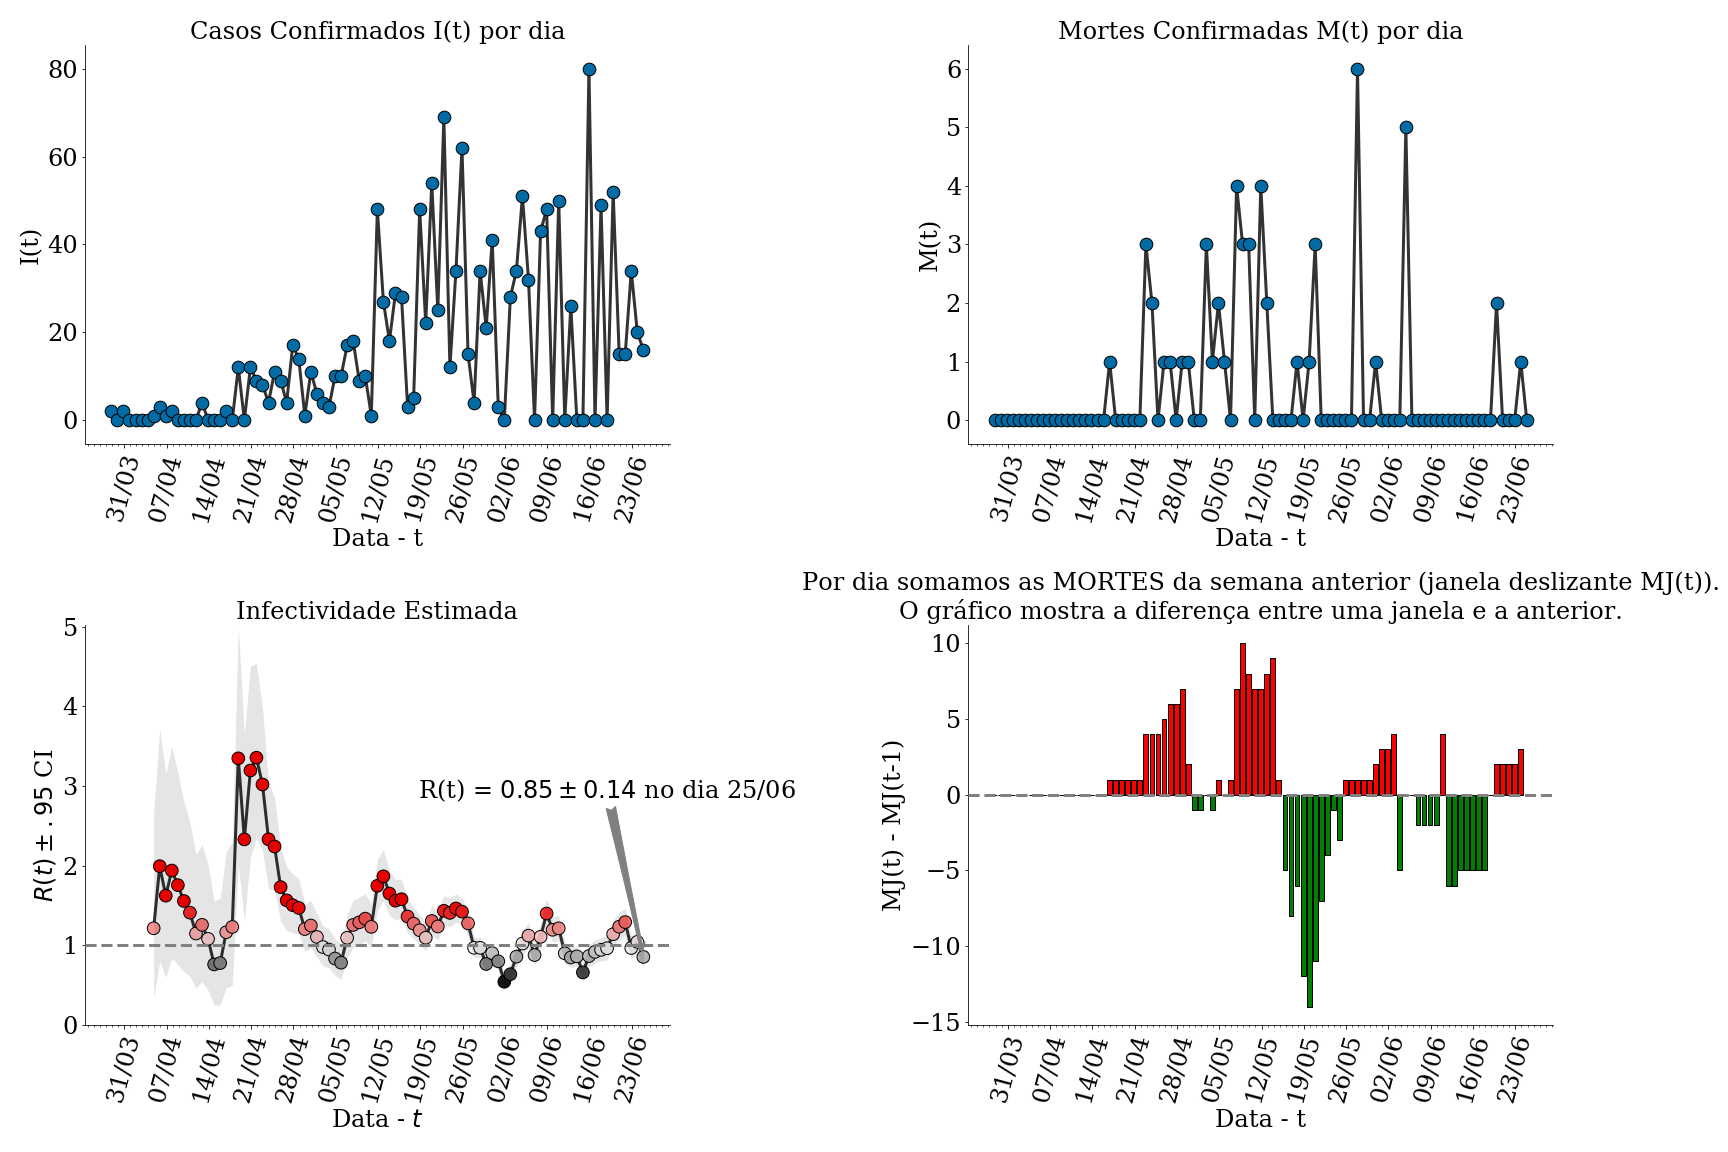 Casos Confirmados I(t) por dia
80
60
40
20
0
I(t)
31/03 07/04 14/04 21/04 28/04 05/05 12/05 19/05 26/05 02/06 09/06 16/06 23/06
Data - t
Mortes Confirmadas M(t) por dia
6
5
4
3
2
1
0
M(t)
31/03 07/04 14/04 21/04 28/04 05/05 12/05 19/05 26/05 02/06 09/06 16/06 23/06
Data - t
Infectividade Estimada
5
4
3
2
1
0
R(t) ± .95 CI
R(t) = 0.85 ± 0.14 no dia 25/06
31/03 07/04 14/04 21/04 28/04 05/05 12/05 19/05 26/05 02/06 09/06 16/06 23/06
Data - t
Por dia somamos as MORTES da semana anterior (janela deslizante MJ(t)).
O gráfico mostra a diferença entre uma janela e a anterior.
10
5
0
−5
−10
−15
MJ(t) - MJ(t-1)
31/03 07/04 14/04 21/04 28/04 05/05 12/05 19/05 26/05 02/06 09/06 16/06 23/06
Data - t